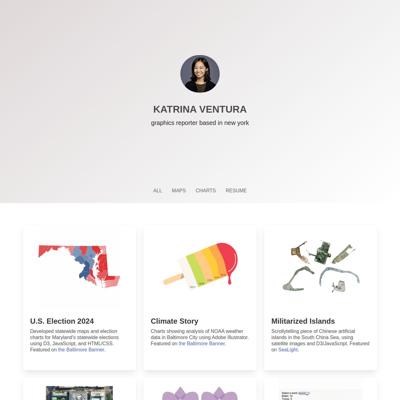 KATRINA VENTURA
graphics reporter based in new york
ALL MAPS CHARTS RESUME
U.S. Election 2024
Developed statewide maps and election
charts for Maryland's statewide elections
using D3, JavaScript, and HTML/CSS.
Featured on the Baltimore Banner.
Climate Story
Charts showing analysis of NOAA weather
data in Baltimore City using Adobe Illustrator.
Featured on the Baltimore Banner.
Militarized Islands
Scrollytelling piece of Chinese artificial
islands in the South China Sea, using
satellite images and D3/JavaScript. Featured
on SeaLight.